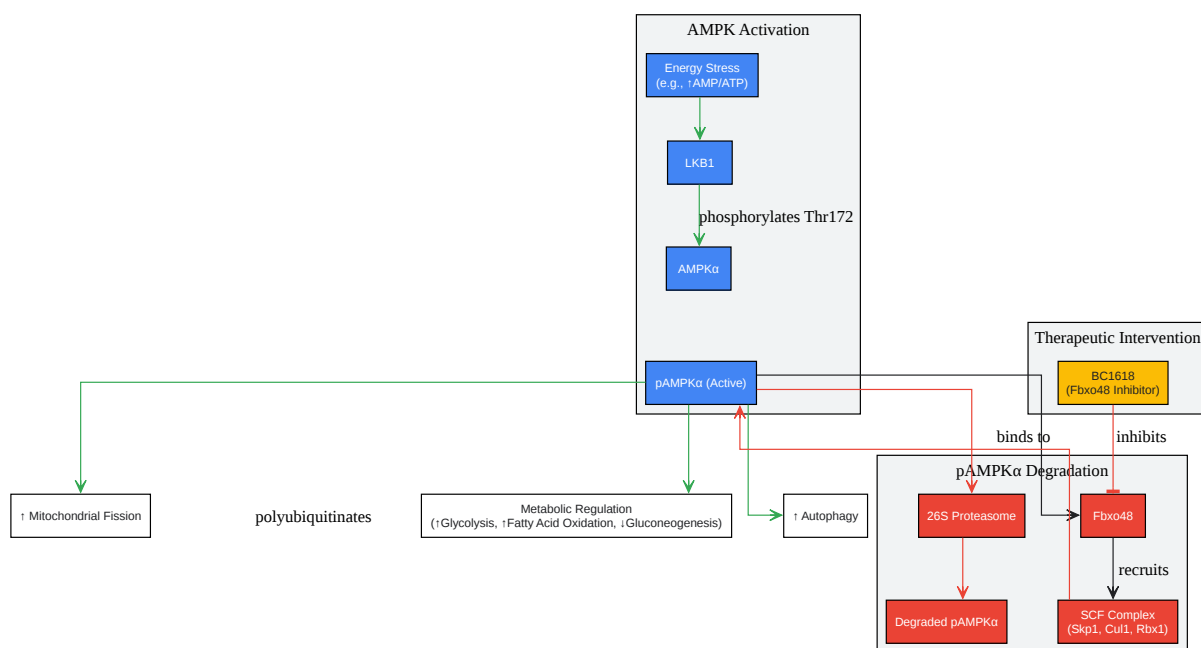 AMPK Activation
Energy Stress
(e.g., ↑AMP/ATP)
LKB1
phosphorylates Thr172
AMPKα
Therapeutic Intervention
pAMPKα (Active)
BC1618
(Fbxo48 Inhibitor)
binds to
inhibits
pAMPKα Degradation
↑ Mitochondrial Fission
polyubiquitinates
Metabolic Regulation
(↑Glycolysis, ↑Fatty Acid Oxidation, ↓Gluconeogenesis)
↑ Autophagy
26S Proteasome
Fbxo48
recruits
Degraded pAMPKα
SCF Complex
(Skp1, Cul1, Rbx1)